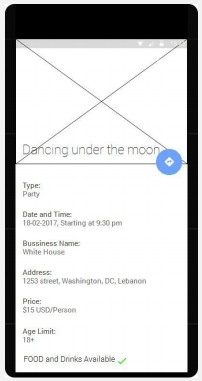 Dancing under the moon
Type:
Party
Date and Time:
18-02-2017, Starting at 9:30 pm
Bussiness Name:
White House
Address:
1253 street, Washington, DC, Lebanon
Price:
$15 USD/Person
Age Limit:
18+
FOOD and Drinks Available